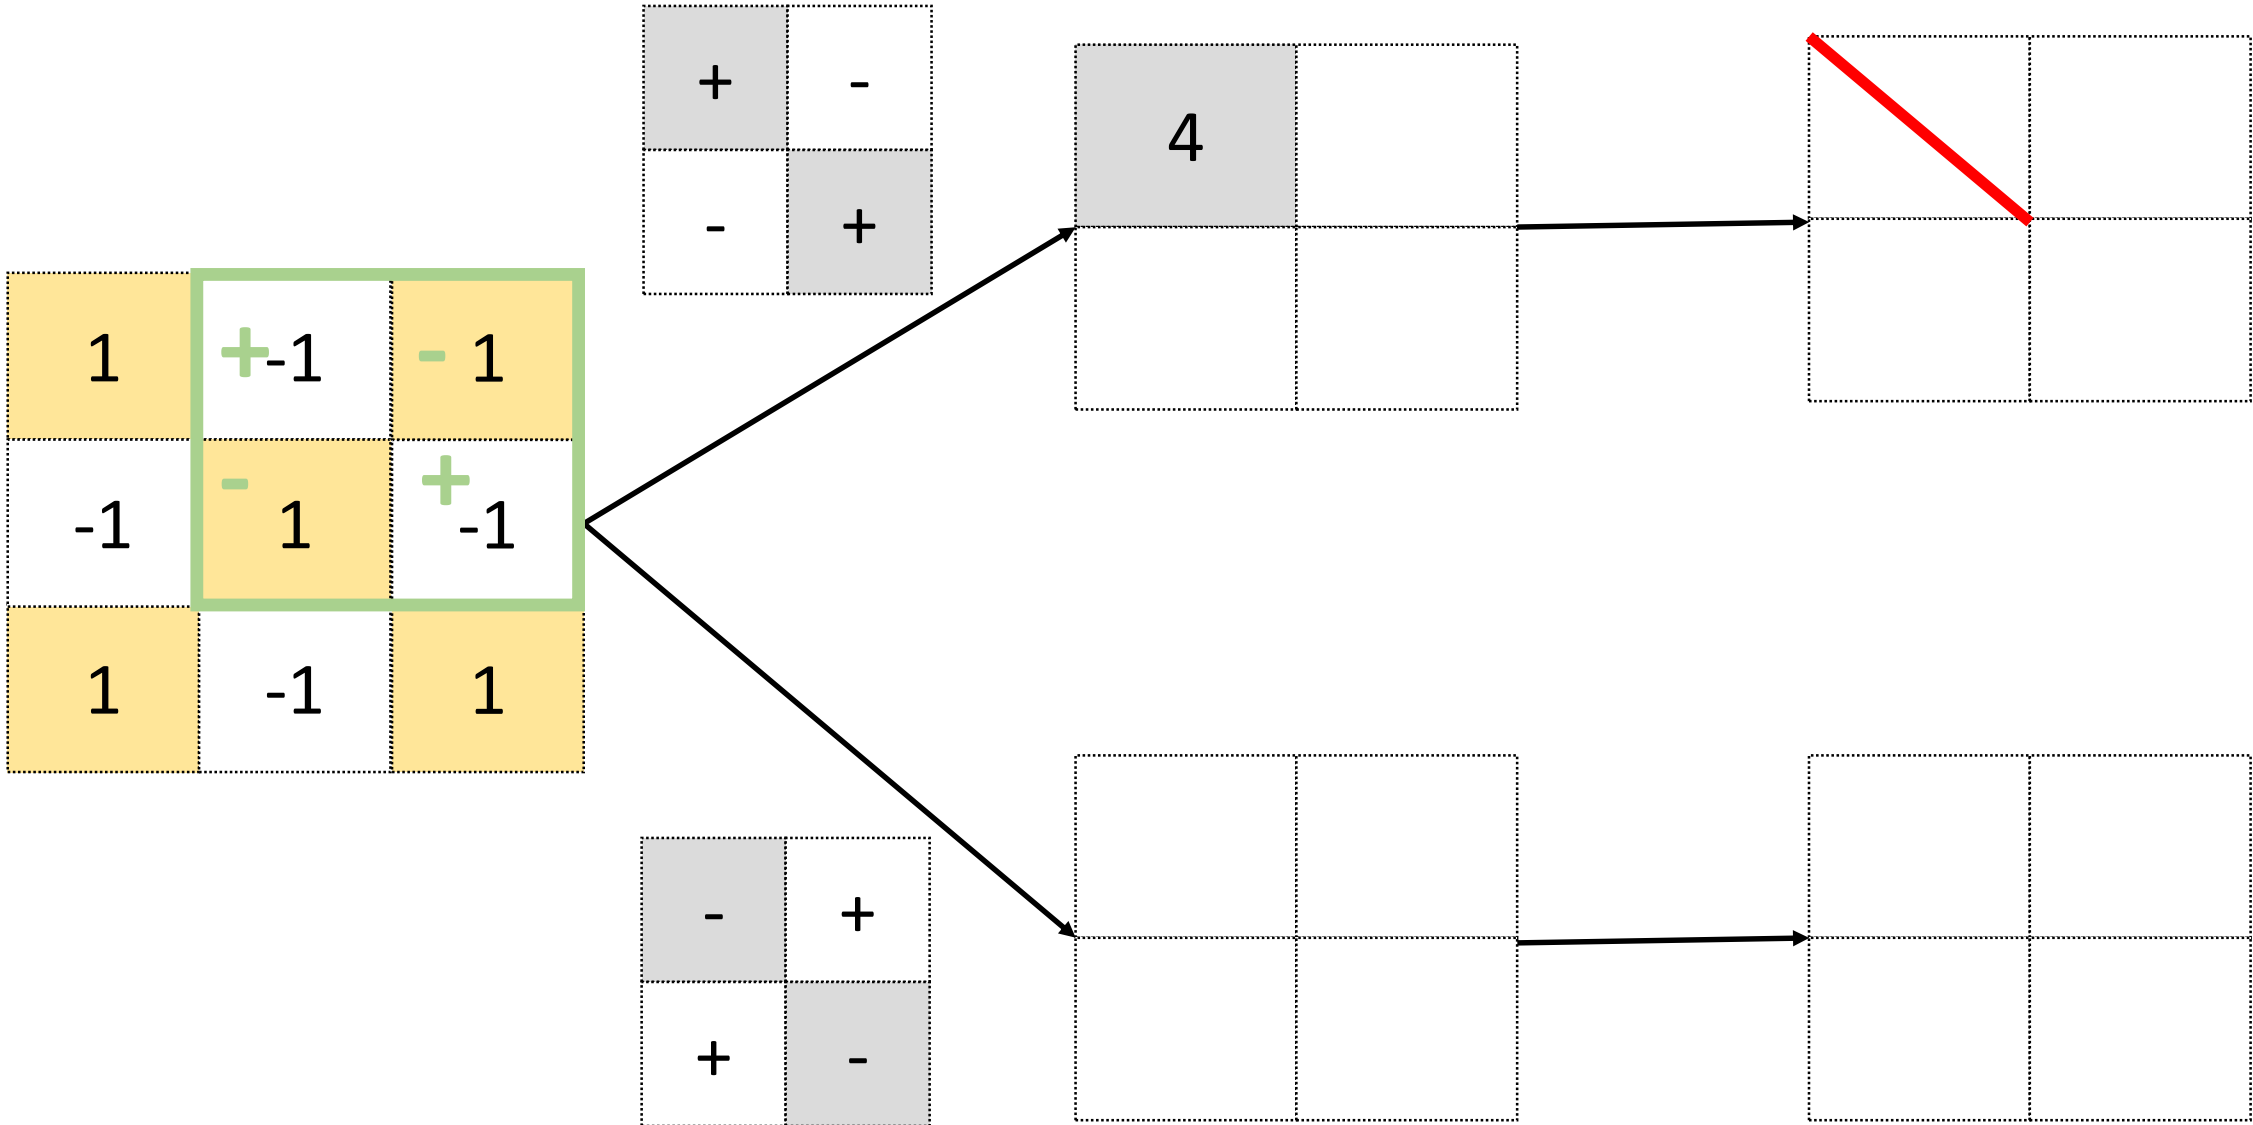 + -
- +
4
1 + -1 - 1
-1 - 1 + -1
1 -1 1
- +
+ -